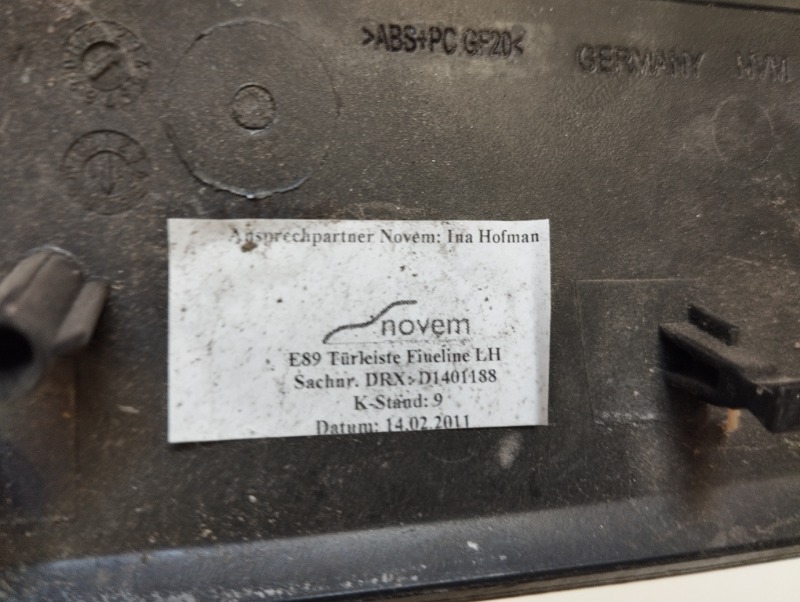 >ABS+PC GF20<
GERMANY
Ansprechpartner Novem: Ina Hofman
novem
E89 Türleiste Fineline LH
Sachnr. DRX>D1401188
K-Stand: 9
Datum: 14.02.2011